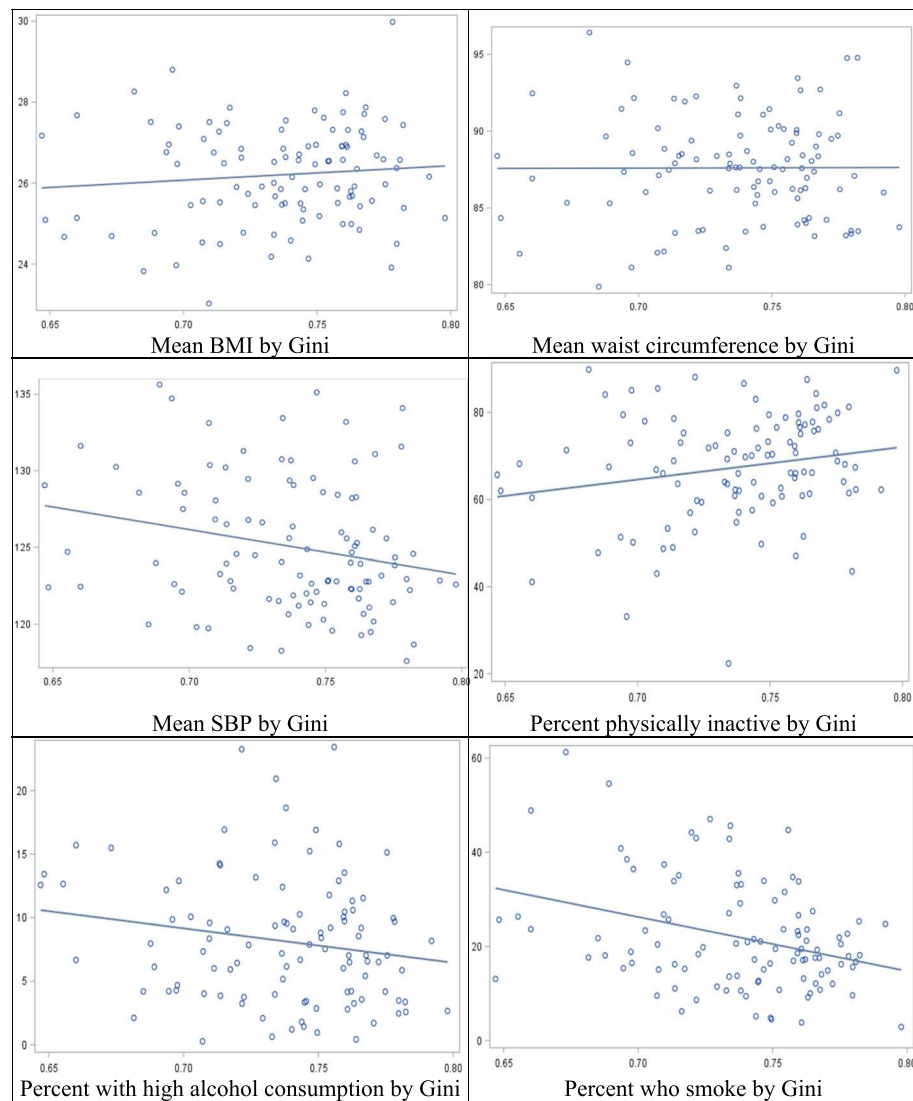 30
28
26
24
0.65 0.70 0.75 0.80
Mean BMI by Gini
95
90
85
80
0.65 0.70 0.75 0.80
Mean waist circumference by Gini
135
130
125
120
0.65 0.70 0.75 0.80
Mean SBP by Gini
80
60
40
20
0.65 0.70 0.75 0.80
Percent physically inactive by Gini
20
15
10
5
0
0.65 0.70 0.75 0.80
Percent with high alcohol consumption by Gini
60
40
20
0
0.65 0.70 0.75 0.80
Percent who smoke by Gini